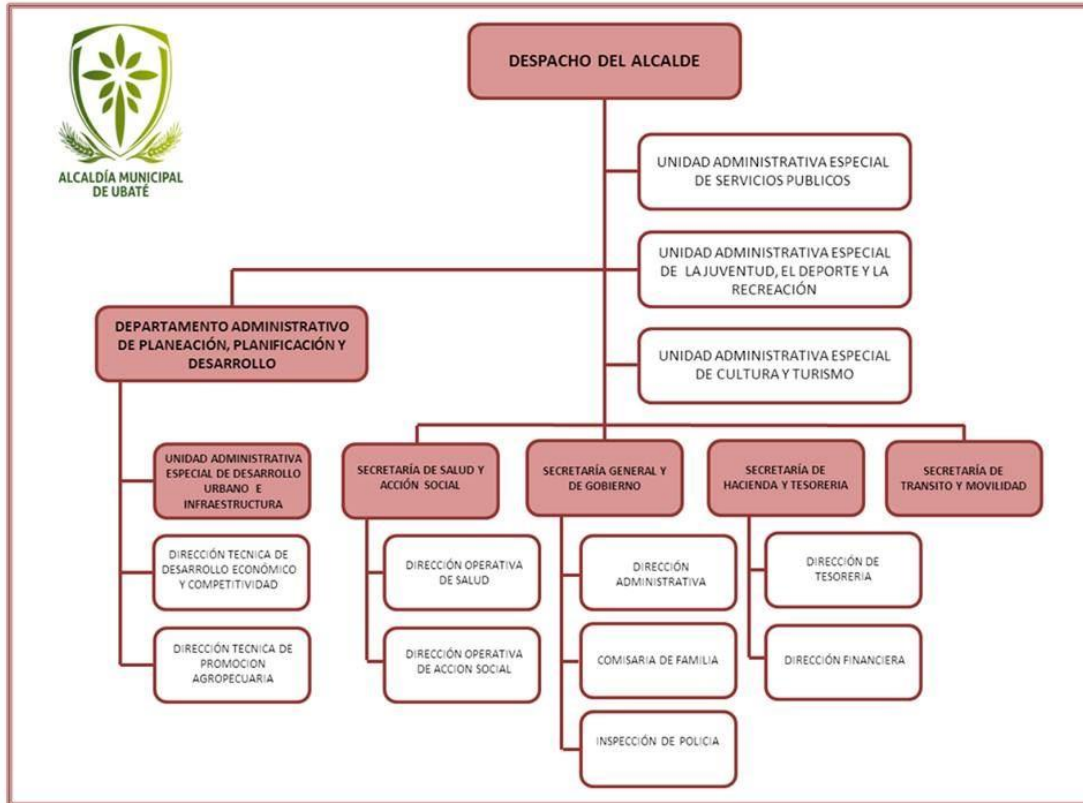 ALCALDÍA MUNICIPAL
DE UBATÉ
DESPACHO DEL ALCALDE
UNIDAD ADMINISTRATIVA ESPECIAL
DE SERVICIOS PUBLICOS
UNIDAD ADMINISTRATIVA ESPECIAL
DE LA JUVENTUD, EL DEPORTE Y LA
RECREACIÓN
UNIDAD ADMINISTRATIVA ESPECIAL
DE CULTURA Y TURISMO
DEPARTAMENTO ADMINISTRATIVO
DE PLANEACIÓN, PLANIFICACIÓN Y
DESARROLLO
UNIDAD ADMINISTRATIVA
ESPECIAL DE DESARROLLO
URBANO E
INFRAESTRUCTURA
DIRECCIÓN TECNICA DE
DESARROLLO ECONÓMICO
Y COMPETITIVIDAD
DIRECCIÓN TECNICA DE
PROMOCION
AGROPECUARIA
SECRETARÍA DE SALUD Y
ACCIÓN SOCIAL
DIRECCIÓN OPERATIVA
DE SALUD
DIRECCIÓN OPERATIVA
DE ACCION SOCIAL
SECRETARÍA GENERAL Y
DE GOBIERNO
DIRECCIÓN
ADMINISTRATIVA
COMISARIA DE FAMILIA
INSPECCIÓN DE POLICIA
SECRETARÍA DE
HACIENDA Y TESORERIA
DIRECCIÓN DE
TESORERIA
DIRECCIÓN FINANCIERA
SECRETARÍA DE
TRANSITO Y MOVILIDAD